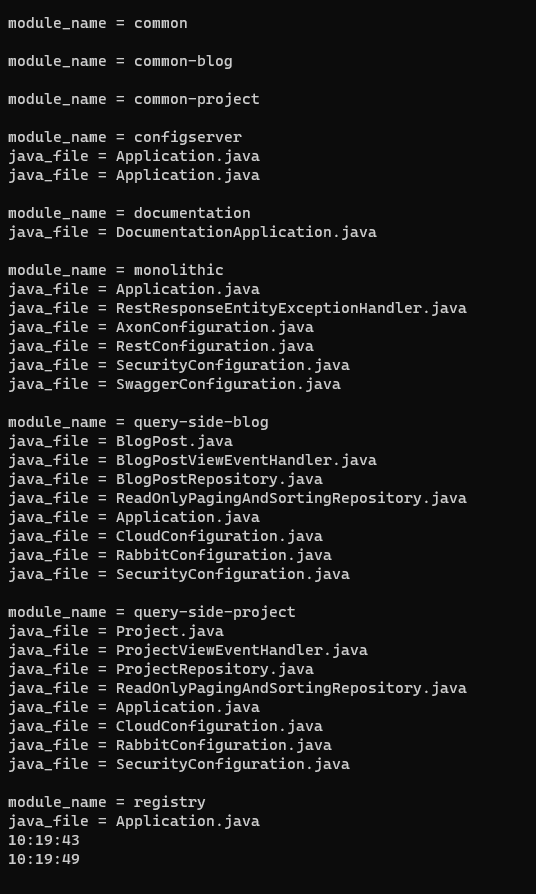 module_name = common
module_name = common-blog
module_name = common-project
module_name = configserver
java_file = Application.java
java_file = Application.java
module_name = documentation
java_file = DocumentationApplication.java
module_name = monolithic
java_file = Application.java
java_file = RestResponseEntityExceptionHandler.java
java_file = AxonConfiguration.java
java_file = RestConfiguration.java
java_file = SecurityConfiguration.java
java_file = SwaggerConfiguration.java
module_name = query-side-blog
java_file = BlogPost.java
java_file = BlogPostViewEventHandler.java
java_file = BlogPostRepository.java
java_file = ReadOnlyPagingAndSortingRepository.java
java_file = Application.java
java_file = CloudConfiguration.java
java_file = RabbitConfiguration.java
java_file = SecurityConfiguration.java
module_name = query-side-project
java_file = Project.java
java_file = ProjectViewEventHandler.java
java_file = ProjectRepository.java
java_file = ReadOnlyPagingAndSortingRepository.java
java_file = Application.java
java_file = CloudConfiguration.java
java_file = RabbitConfiguration.java
java_file = SecurityConfiguration.java
module_name = registry
java_file = Application.java
10:19:43
10:19:49